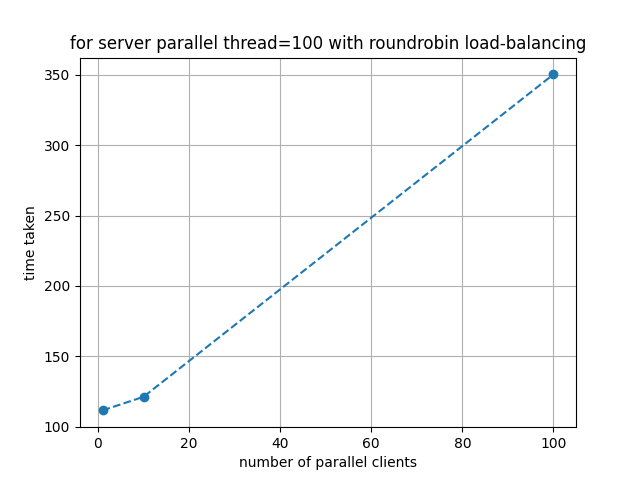 for server parallel thread=100 with roundrobin load-balancing
350
300
250
200
150
100
time taken
0 20 40 60 80 100
number of parallel clients